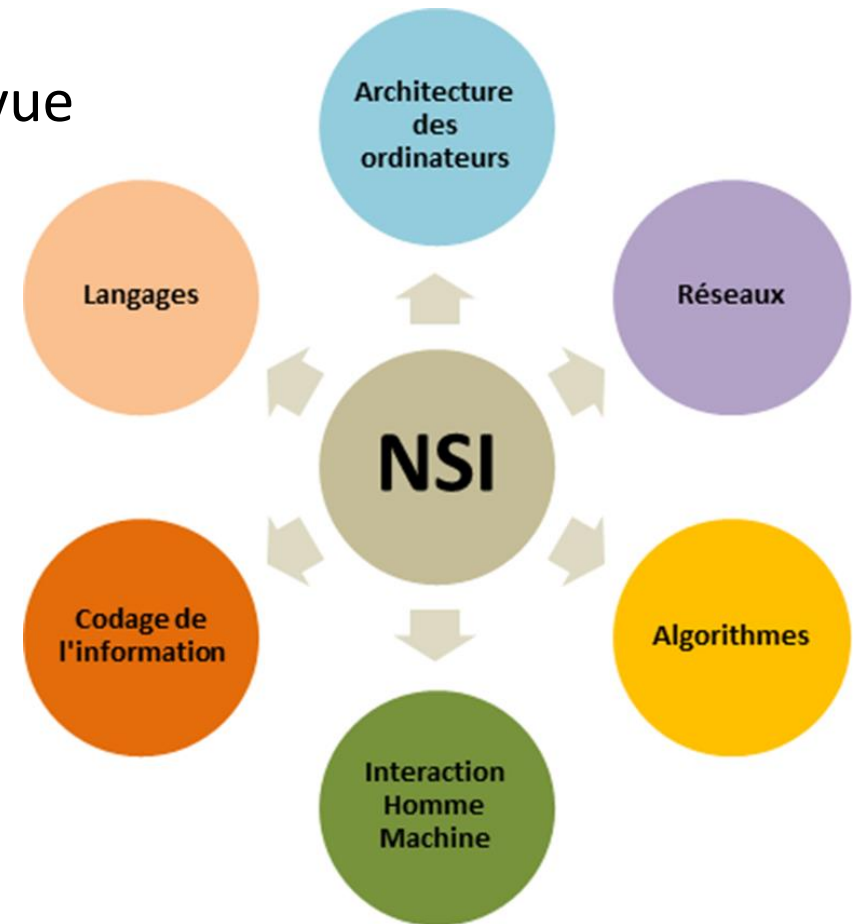 vue
Architecture
des
ordinateurs
Langages
Réseaux
NSI
Codage de
l'information
Algorithmes
Interaction
Homme
Machine